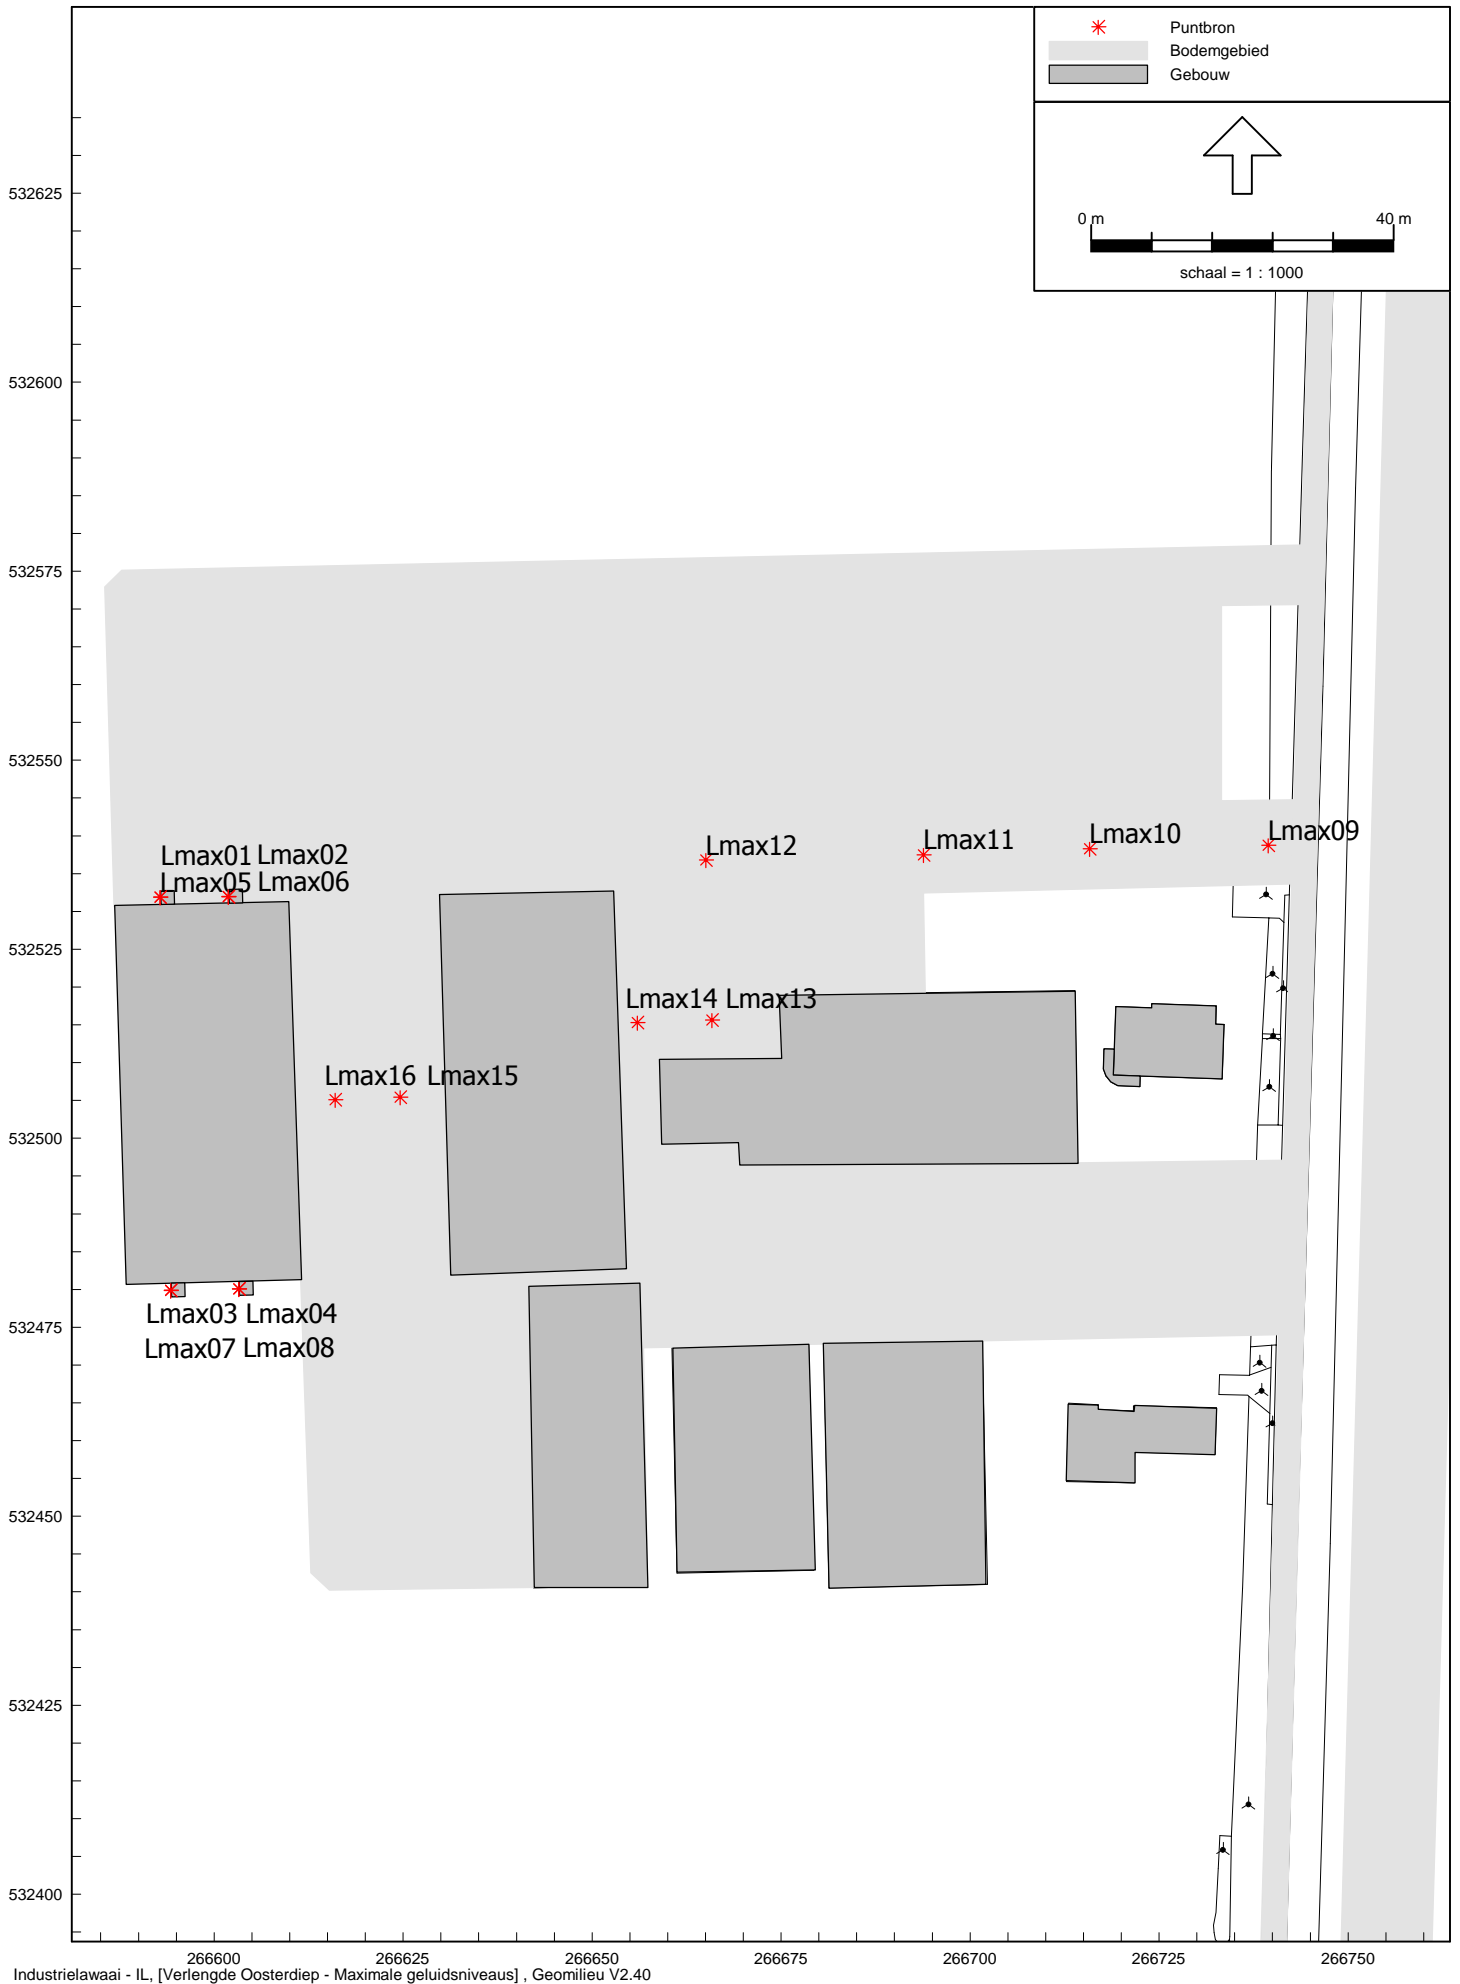 Puntbron
Bodemgebied
Gebouw
0 m 40 m
schaal = 1 : 1000
532625
532600
532575
532550
532525
532500
532475
532450
532425
532400
Lmax01 Lmax02
Lmax05 Lmax06
Lmax12
Lmax11
Lmax10
Lmax09
Lmax14 Lmax13
Lmax16 Lmax15
Lmax03 Lmax04
Lmax07 Lmax08
266600 266625 266650 266675 266700 266725 266750
Industrielawaai - IL, [Verlengde Oosterdiep - Maximale geluidsniveaus] , Geomilieu V2.40